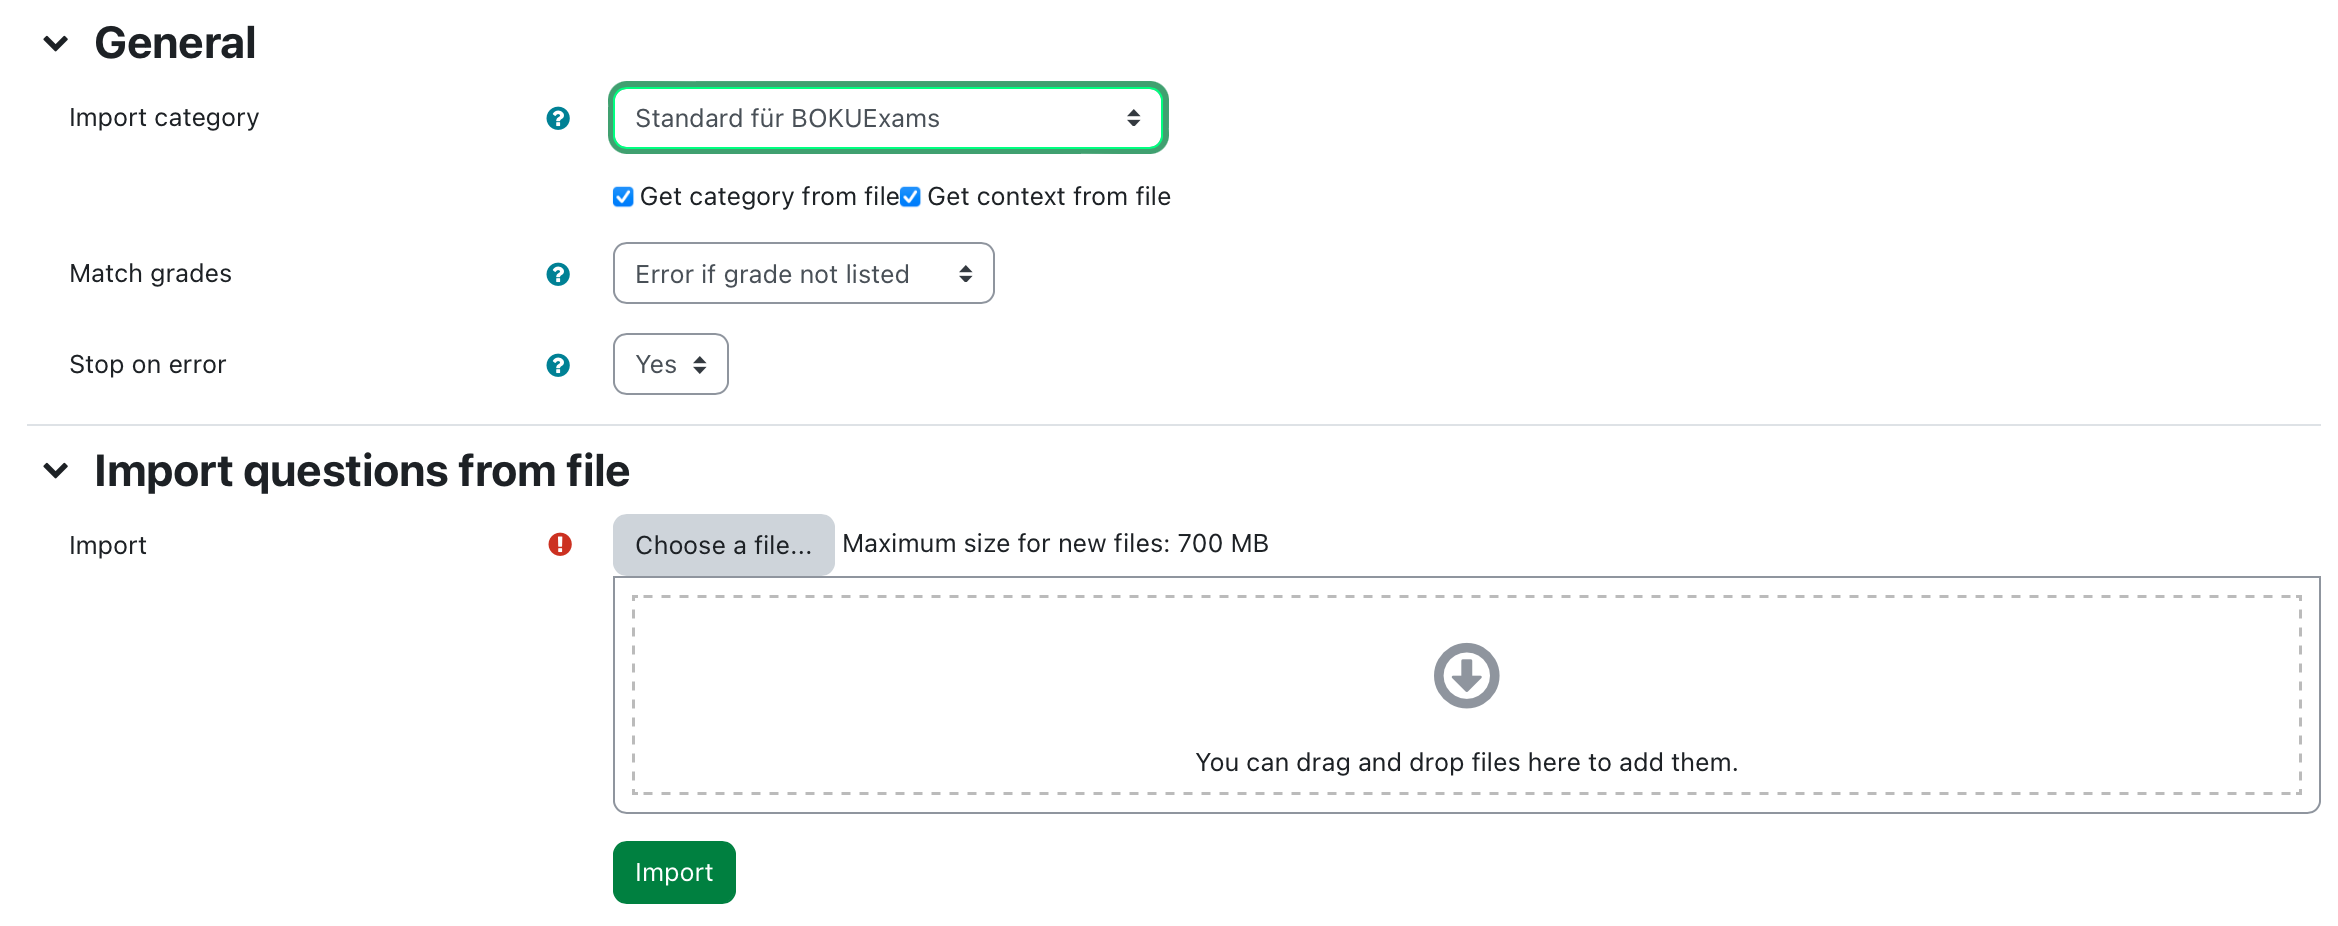 General
Import category
Standard für BOKUExams
Get category from file Get context from file
Match grades
Error if grade not listed
Stop on error
Yes
Import questions from file
Import
Choose a file... Maximum size for new files: 700 MB
You can drag and drop files here to add them.
Import